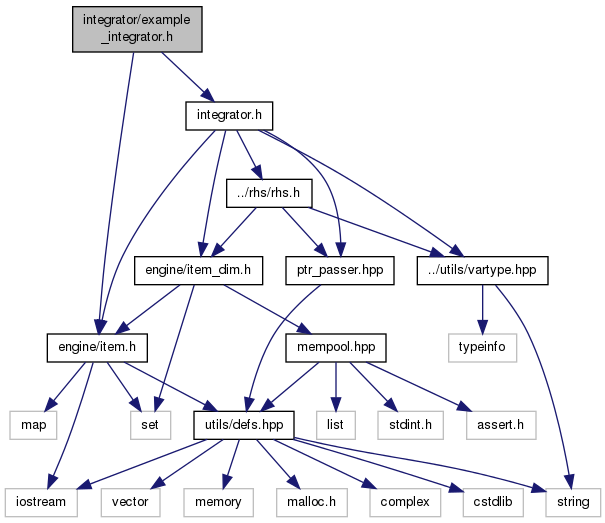 integrator/example
_integrator.h
integrator.h
../rhs/rhs.h
engine/item_dim.h
ptr_passer.hpp
../utils/vartype.hpp
engine/item.h
mempool.hpp
typeinfo
map
set
utils/defs.hpp
list
stdint.h
assert.h
iostream
vector
memory
malloc.h
complex
cstdlib
string